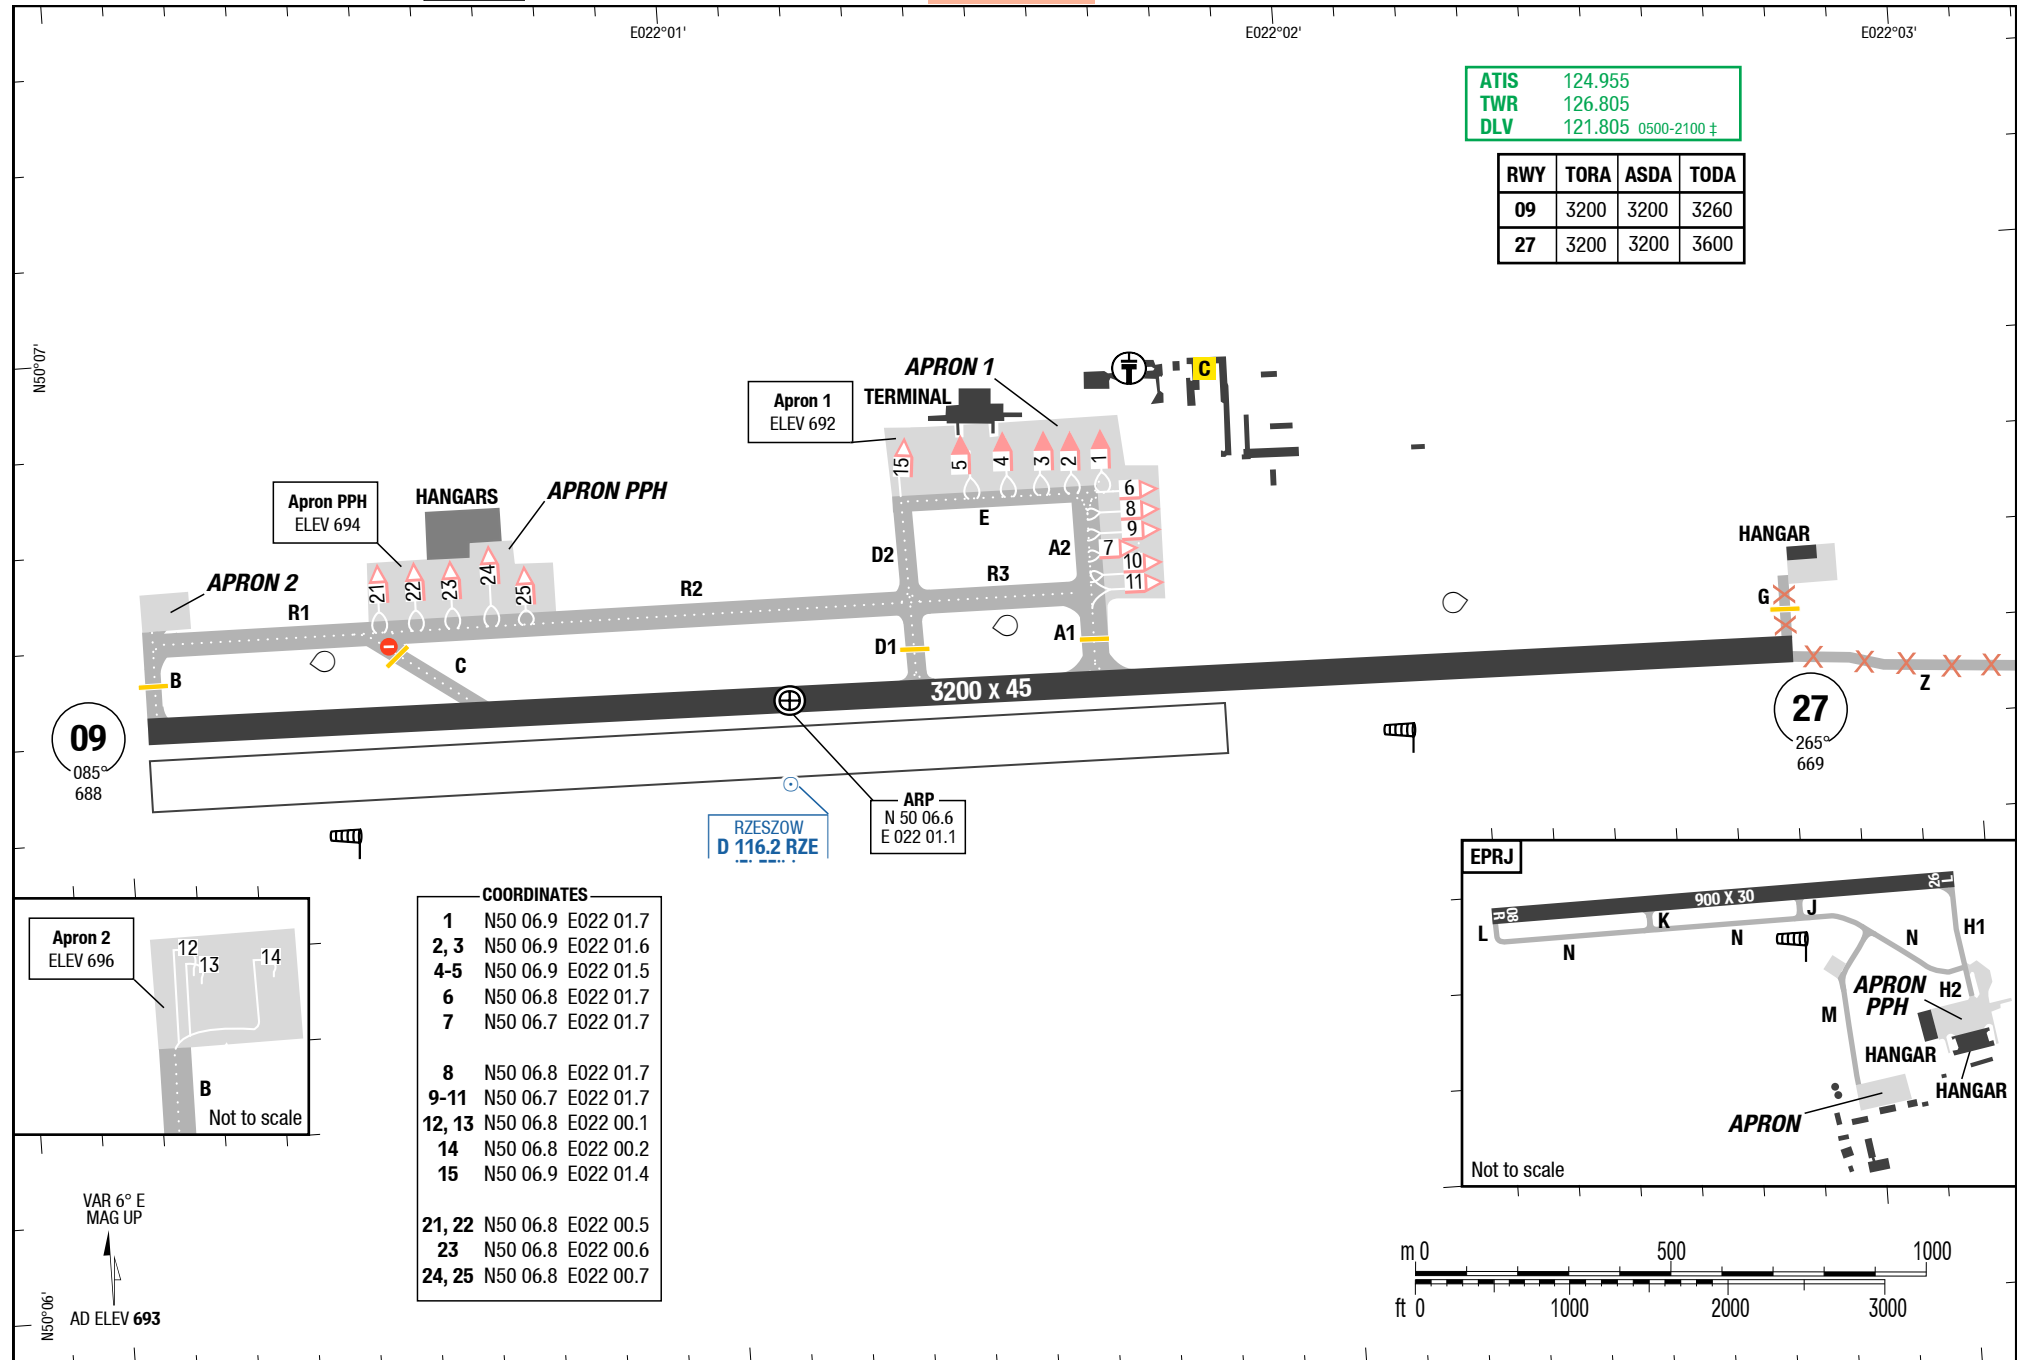 E022°01'
E022°02'
E022°03'
ATIS 124.955
TWR 126.805
DLV 121.805 0500-2100 ‡
RWY TORA ASDA TODA
09 3200 3200 3260
27 3200 3200 3600
N50°07'
APRON 1
C
TERMINAL
Apron 1
ELEV 692
15 5 4 3 2 1
6
8
9
7
10
11
E
D2
A2
R3
HANGARS
APRON PPH
Apron PPH
ELEV 694
21 22 23 24 25
APRON 2
R1
R2
HANGAR
G
D1
A1
B
C
3200 X 45
Z
09
085°
688
27
265°
669
ARP
N 50 06.6
E 022 01.1
RZESZOW
D 116.2 RZE
EPRJ
900 X 30
08 R
26 L
L
K
J
N
N
N
H1
H2
M
APRON
PPH
HANGAR
HANGAR
APRON
Not to scale
Apron 2
ELEV 696
12
13
14
B
Not to scale
COORDINATES
1 N50 06.9 E022 01.7
2, 3 N50 06.9 E022 01.6
4-5 N50 06.9 E022 01.5
6 N50 06.8 E022 01.7
7 N50 06.7 E022 01.7
8 N50 06.8 E022 01.7
9-11 N50 06.7 E022 01.7
12, 13 N50 06.8 E022 00.1
14 N50 06.8 E022 00.2
15 N50 06.9 E022 01.4
21, 22 N50 06.8 E022 00.5
23 N50 06.8 E022 00.6
24, 25 N50 06.8 E022 00.7
VAR 6° E
MAG UP
AD ELEV 693
N50°06'
m 0 500 1000
ft 0 1000 2000 3000